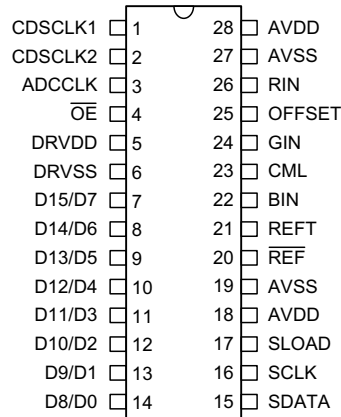 CDSCLK1 1 28 AVDD
CDSCLK2 2 27 AVSS
ADCCLK 3 26 RIN
O̅E̅ 4 25 OFFSET
DRVDD 5 24 GIN
DRVSS 6 23 CML
D15/D7 7 22 BIN
D14/D6 8 21 REFT
D13/D5 9 20 R̅E̅F̅
D12/D4 10 19 AVSS
D11/D3 11 18 AVDD
D10/D2 12 17 SLOAD
D9/D1 13 16 SCLK
D8/D0 14 15 SDATA